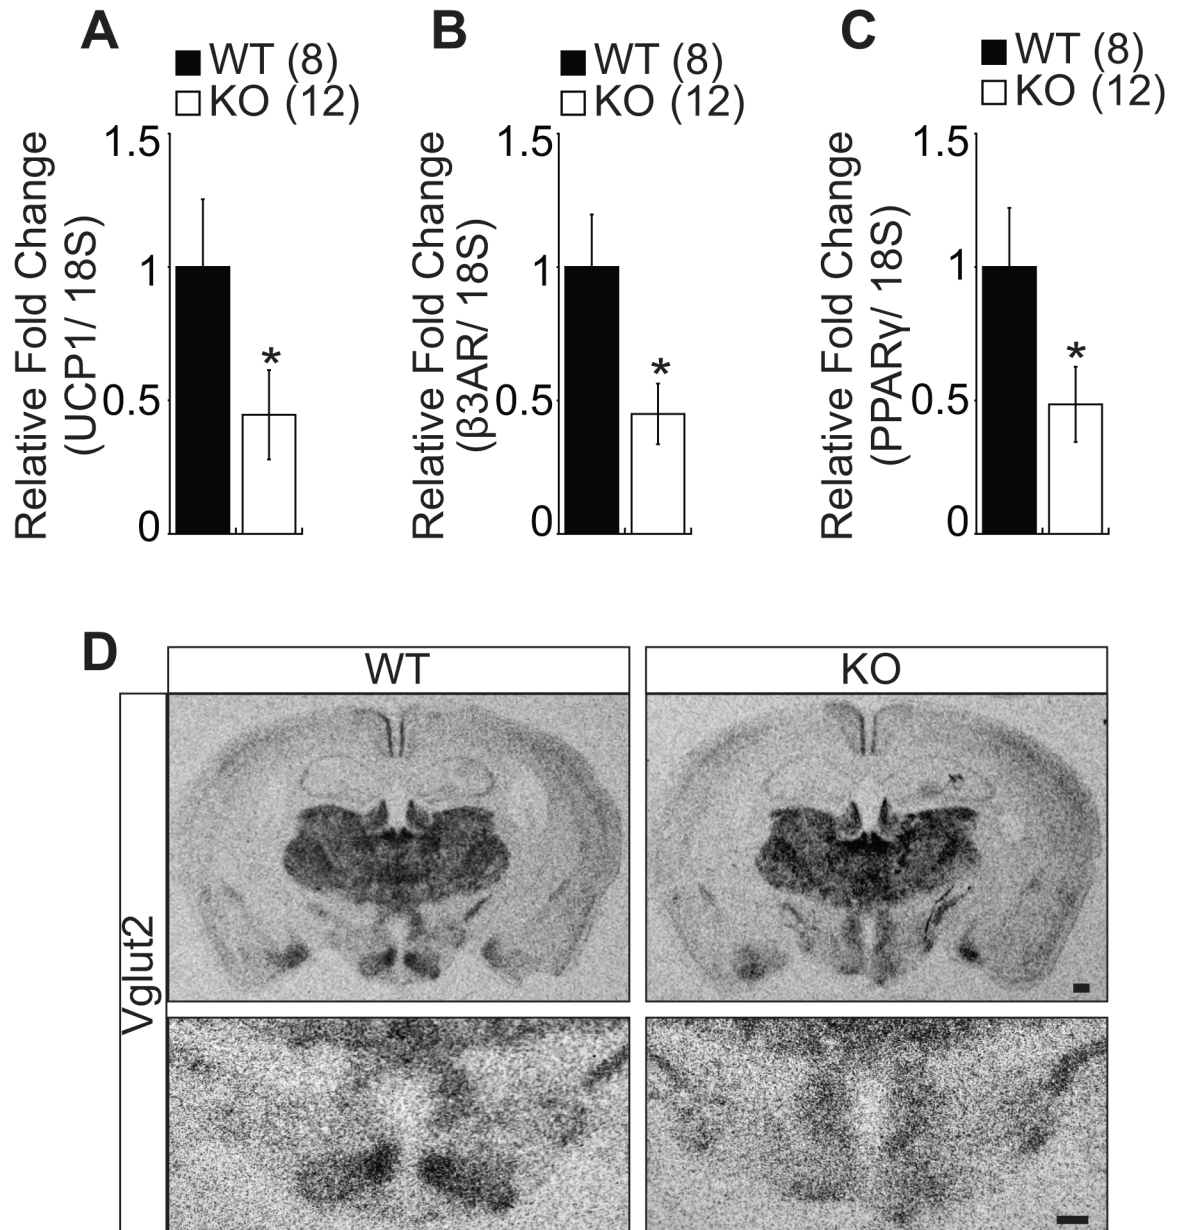 A
WT (8)
KO (12)
Relative Fold Change
(UCP1/ 18S)
1.5
1
0.5
0
*
B
WT (8)
KO (12)
Relative Fold Change
(β3AR/ 18S)
1.5
1
0.5
0
*
C
WT (8)
KO (12)
Relative Fold Change
(PPARγ/ 18S)
1.5
1
0.5
0
*
D
WT
KO
Vglut2